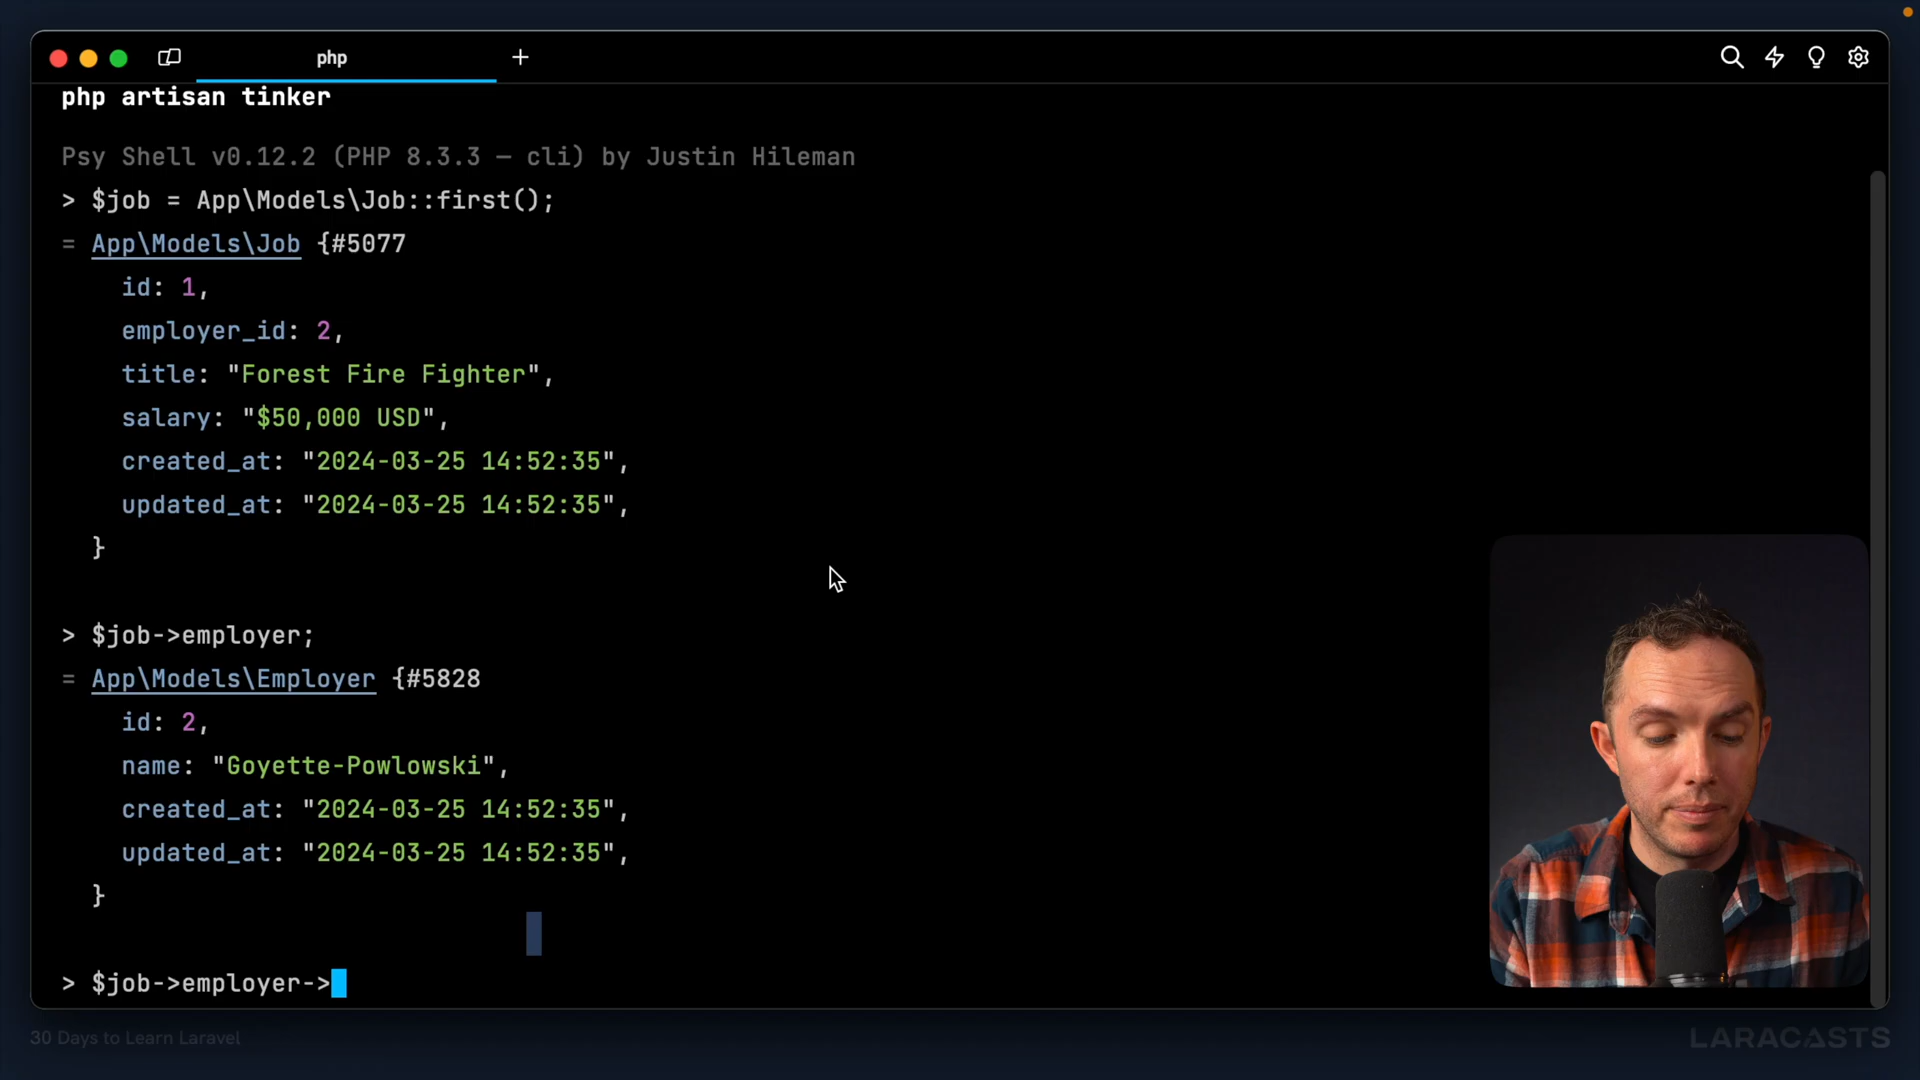 php
php artisan tinker
Psy Shell v0.12.2 (PHP 8.3.3 — cli) by Justin Hileman
> $job = App\Models\Job::first();
= App\Models\Job {#5077
id: 1,
employer_id: 2,
title: "Forest Fire Fighter",
salary: "$50,000 USD",
created_at: "2024-03-25 14:52:35",
updated_at: "2024-03-25 14:52:35",
}
> $job->employer;
= App\Models\Employer {#5828
id: 2,
name: "Goyette-Powlowski",
created_at: "2024-03-25 14:52:35",
updated_at: "2024-03-25 14:52:35",
}
> $job->employer->
30 Days to Learn Laravel
LARACASTS